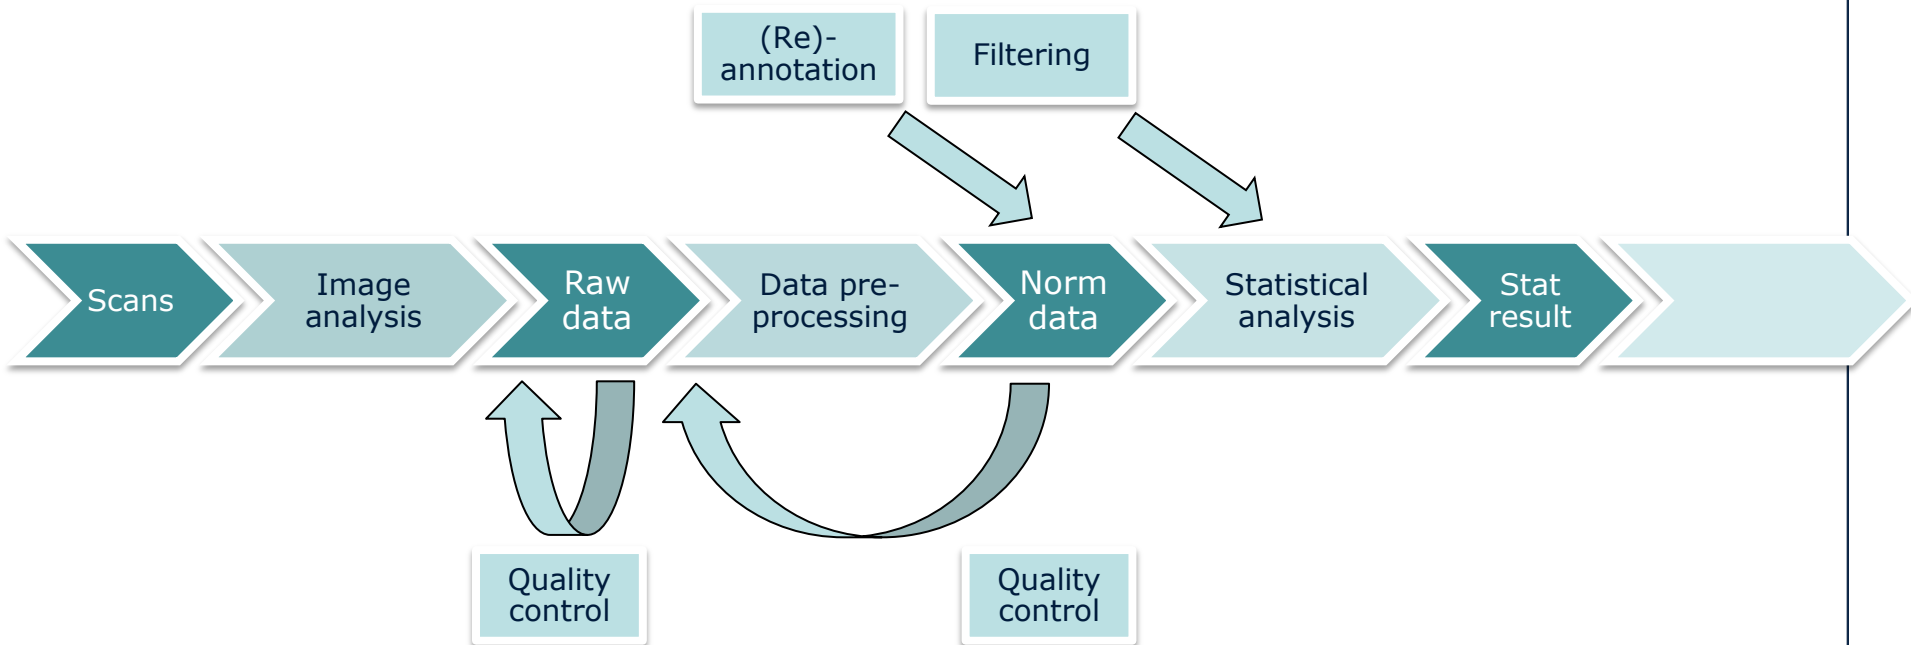 (Re)-
annotation
Filtering
Scans
Image
analysis
Raw
data
Data pre-
processing
Norm
data
Statistical
analysis
Stat
result
Quality
control
Quality
control